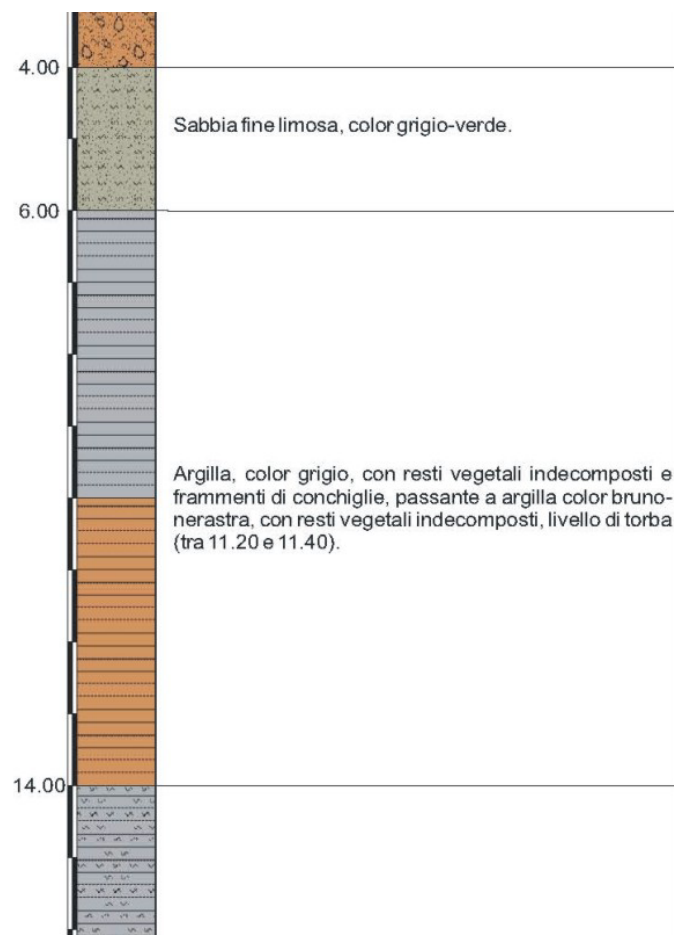 4.00
Sabbia fine limosa, color grigio-verde.
6.00
Argilla, color grigio, con resti vegetali indecomposti e
frammenti di conchiglie, passante a argilla color bruno-
nerastra, con resti vegetali indecomposti, livello di torba
(tra 11.20 e 11.40).
14.00